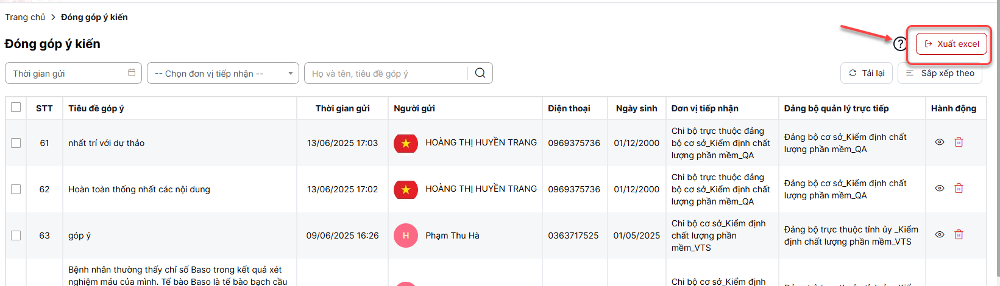 Trang chủ > Đóng góp ý kiến
Đóng góp ý kiến
? Xuất excel
Thời gian gửi -- Chọn đơn vị tiếp nhận -- Họ và tên, tiêu đề góp ý Tải lại Sắp xếp theo
STT Tiêu đề góp ý Thời gian gửi Người gửi Điện thoại Ngày sinh Đơn vị tiếp nhận Đảng bộ quản lý trực tiếp Hành động
61 nhất trí với dự thảo 13/06/2025 17:03 HOÀNG THỊ HUYỀN TRANG 0969375736 01/12/2000
Chi bộ trực thuộc đảng
bộ cơ sở_Kiểm định chất
lượng phần mềm_QA
Đảng bộ cơ sở_Kiểm định chất
lượng phần mềm_QA
62 Hoàn toàn thống nhất các nội dung 13/06/2025 17:02 HOÀNG THỊ HUYỀN TRANG 0969375736 01/12/2000
Chi bộ trực thuộc đảng
bộ cơ sở_Kiểm định chất
lượng phần mềm_QA
Đảng bộ cơ sở_Kiểm định chất
lượng phần mềm_QA
63 góp ý 09/06/2025 16:26 H Phạm Thu Hà 0363717525 01/05/2025
Chi bộ cơ sở_Kiểm định
chất lượng phần
mềm_VTS
Đảng bộ trực thuộc tỉnh ủy _Kiểm
định chất lượng phần mềm_VTS
Bệnh nhân thường thấy chỉ số Baso trong kết quả xét
nghiệm máu của mình. Tế bào Baso là tế bào bạch cầu
Chi bộ cơ sở_Kiểm định